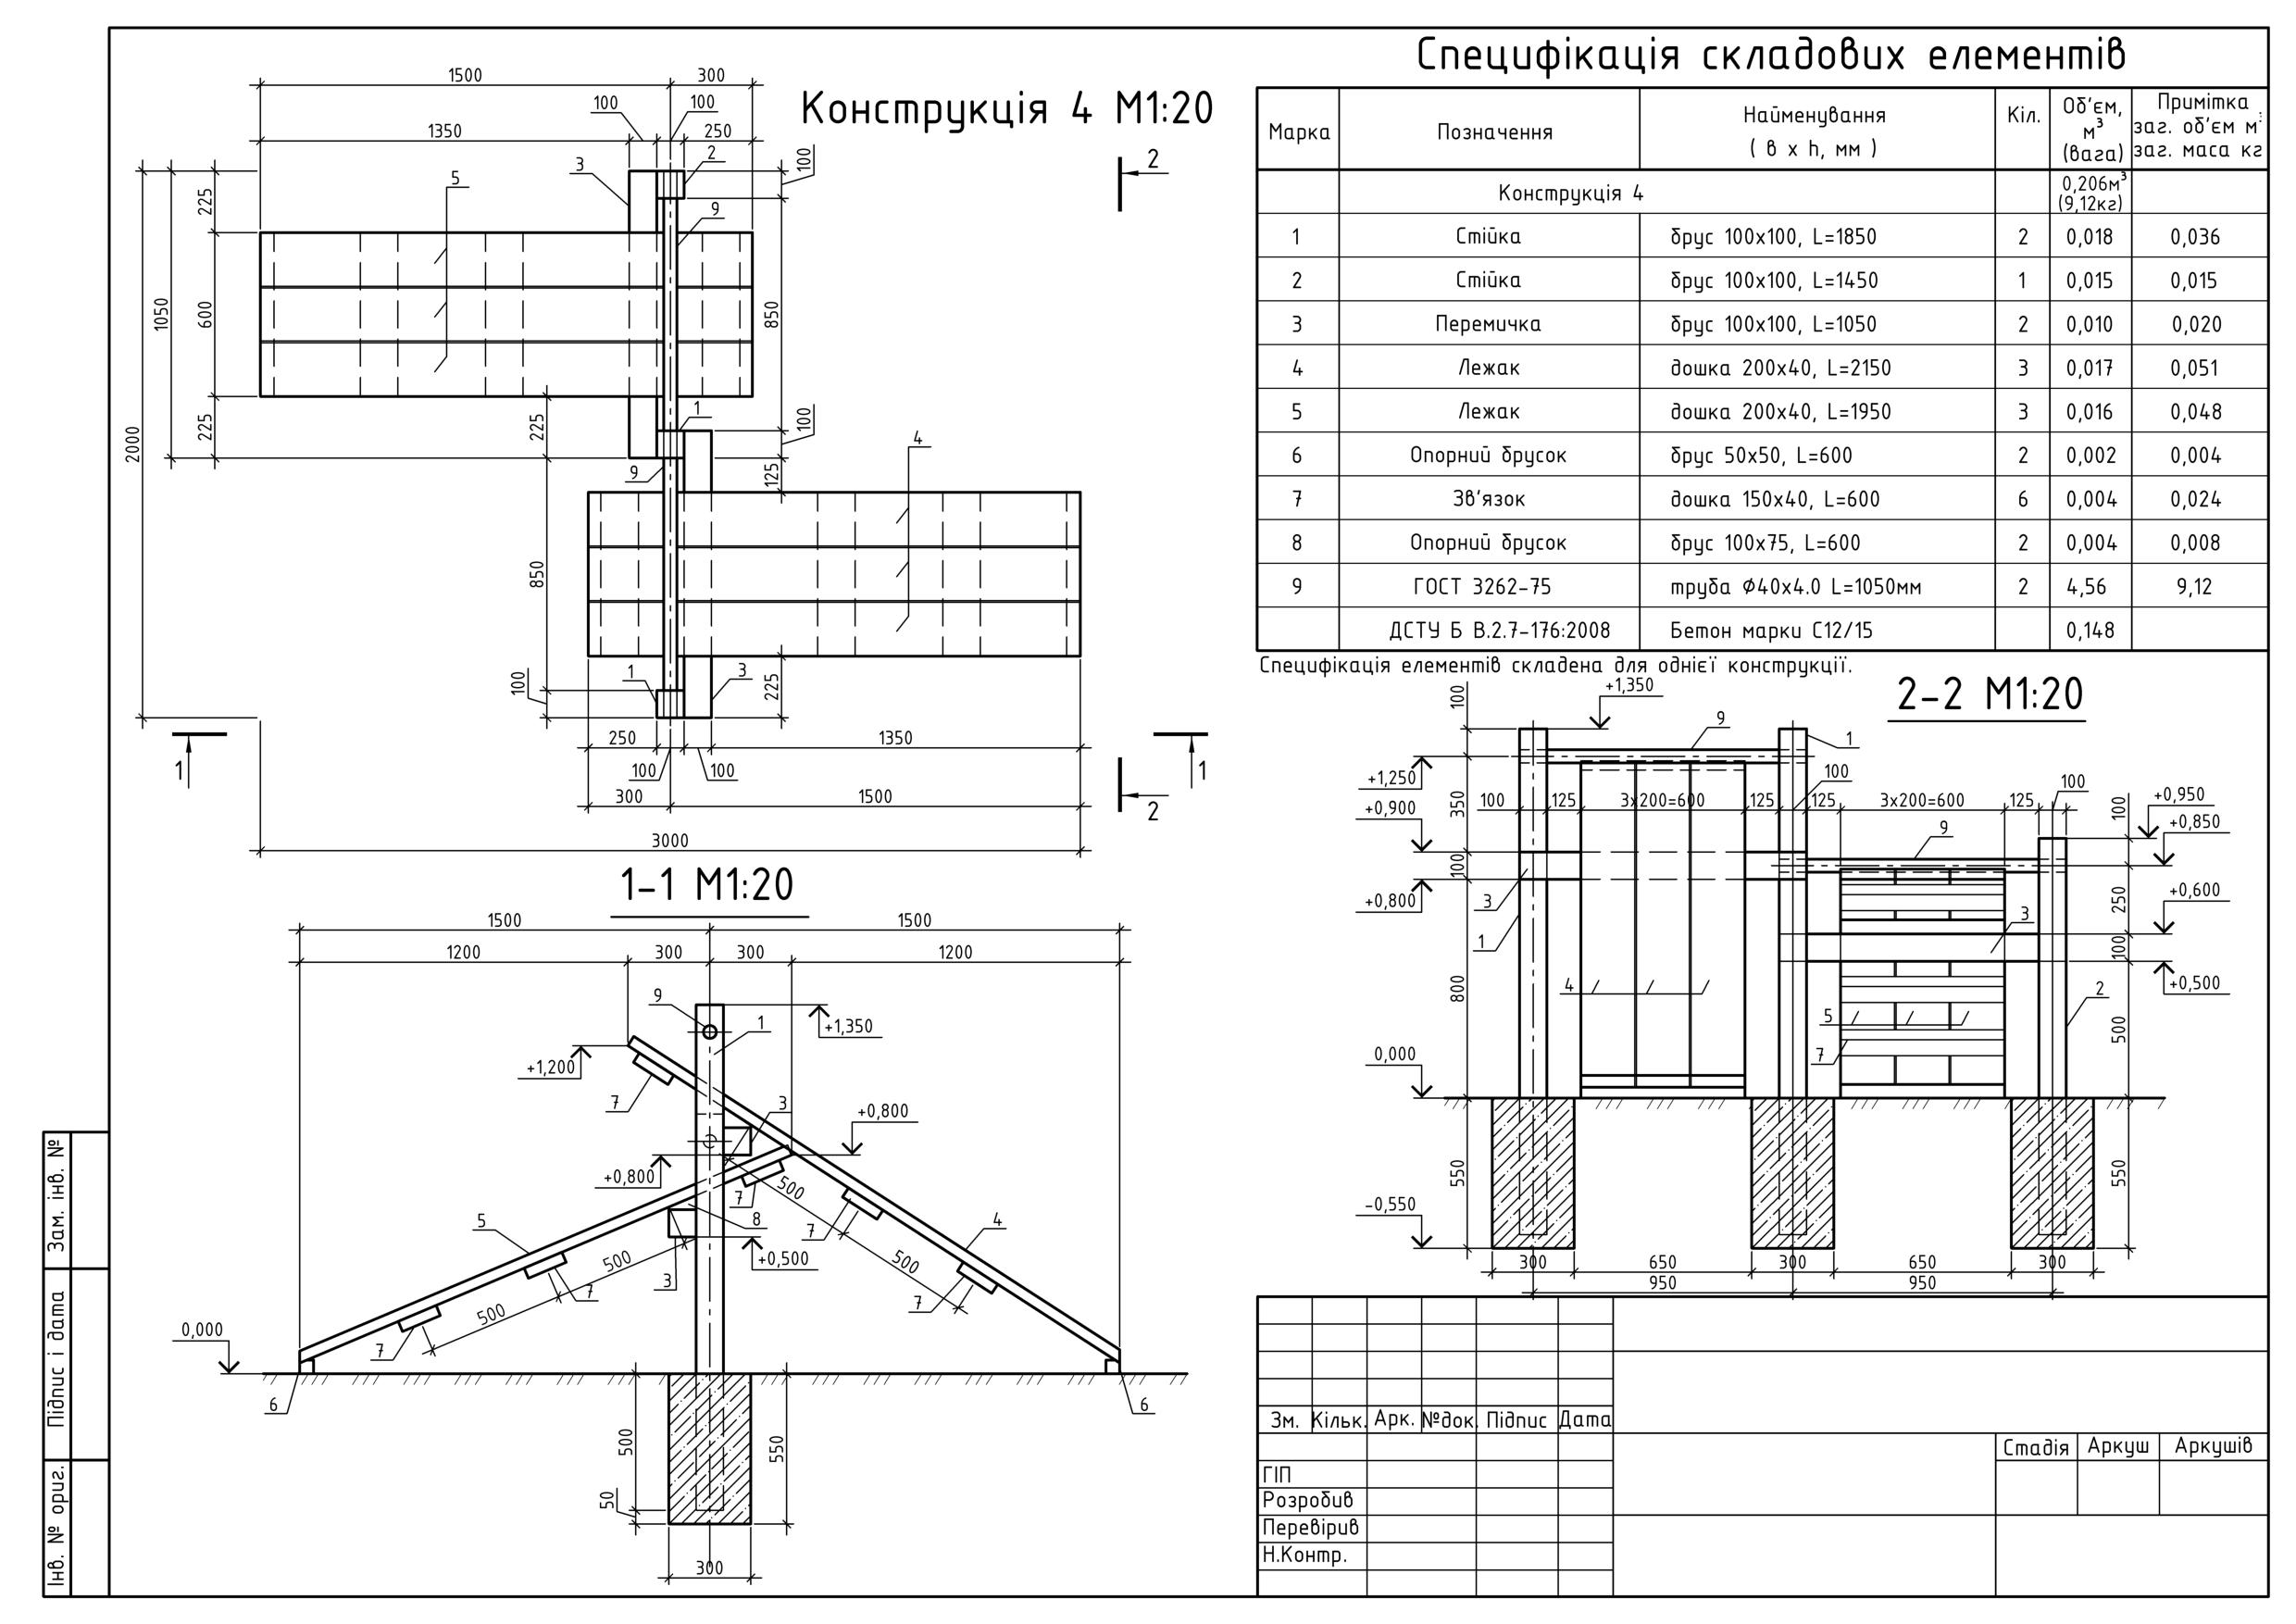 Конструкція 4 М1:20
1500
300
100
100
1350
250
3
2
100
2
5
9
225
2000
1050
600
850
225
225
1
100
4
9
125
850
100
1
3
225
250
1350
1
100
100
1
300
1500
2
3000
1-1 М1:20
1500
1500
1200
300
300
1200
9
1
+1,350
+1,200
7
3
+0,800
+0,800
7
500
5
8
7
4
500
+0,500
500
3
7
7
500
0,000
7
6
6
500
550
50
300
Специфікація складових елементів
Марка
Позначення
Найменування
( в х h, мм )
Кіл.
Об'єм,
м³
(вага)
Примітка
заг. об'єм м³
заг. маса кг
Конструкція 4
0,206м³
(9,12кг)
1 Стійка брус 100х100, L=1850 2 0,018 0,036
2 Стійка брус 100х100, L=1450 1 0,015 0,015
3 Перемичка брус 100х100, L=1050 2 0,010 0,020
4 Лежак дошка 200х40, L=2150 3 0,017 0,051
5 Лежак дошка 200х40, L=1950 3 0,016 0,048
6 Опорний брусок брус 50х50, L=600 2 0,002 0,004
7 Зв'язок дошка 150х40, L=600 6 0,004 0,024
8 Опорний брусок брус 100х75, L=600 2 0,004 0,008
9 ГОСТ 3262-75 труба Ø40х4.0 L=1050мм 2 4,56 9,12
ДСТУ Б В.2.7-176:2008 Бетон марки С12/15 0,148
Специфікація елементів складена для однієї конструкції.
2-2 М1:20
100
+1,350
9
1
+1,250
100
100
+0,950
+0,900
350
100
125
3х200=600
125
125
3х200=600
125
100
+0,850
9
100
+0,800
3
3
+0,600
250
1
100
4
800
2
+0,500
5
500
7
0,000
550
550
-0,550
300
650
300
650
300
950
950
Зм. Кільк. Арк. №док. Підпис Дата
Стадія Аркуш Аркушів
ГІП
Розробив
Перевірив
Н.Контр.
Зам. інв. №
Підпис і дата
Інв. № ориг.